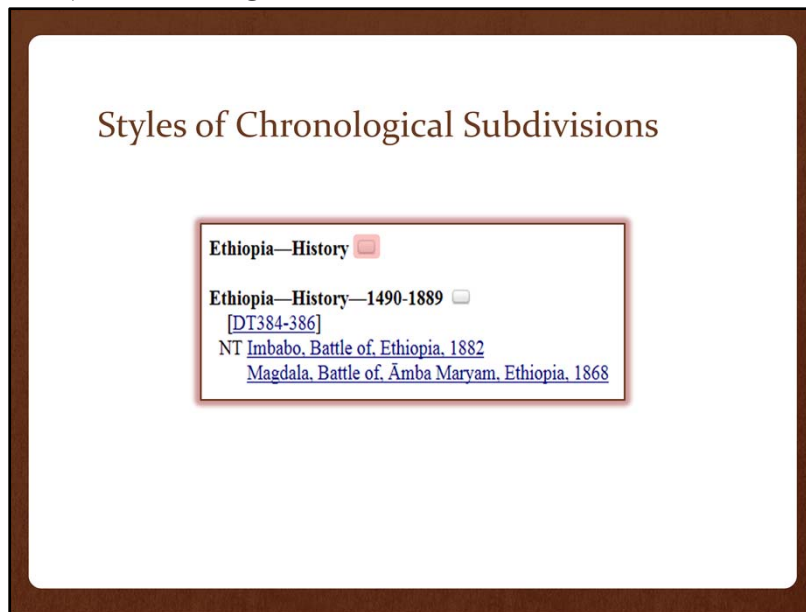 Styles of Chronological Subdivisions
Ethiopia—History
Ethiopia—History—1490-1889
[DT384-386]
NT Imbabo, Battle of, Ethiopia, 1882
Magdala, Battle of, Āmba Maryam, Ethiopia, 1868